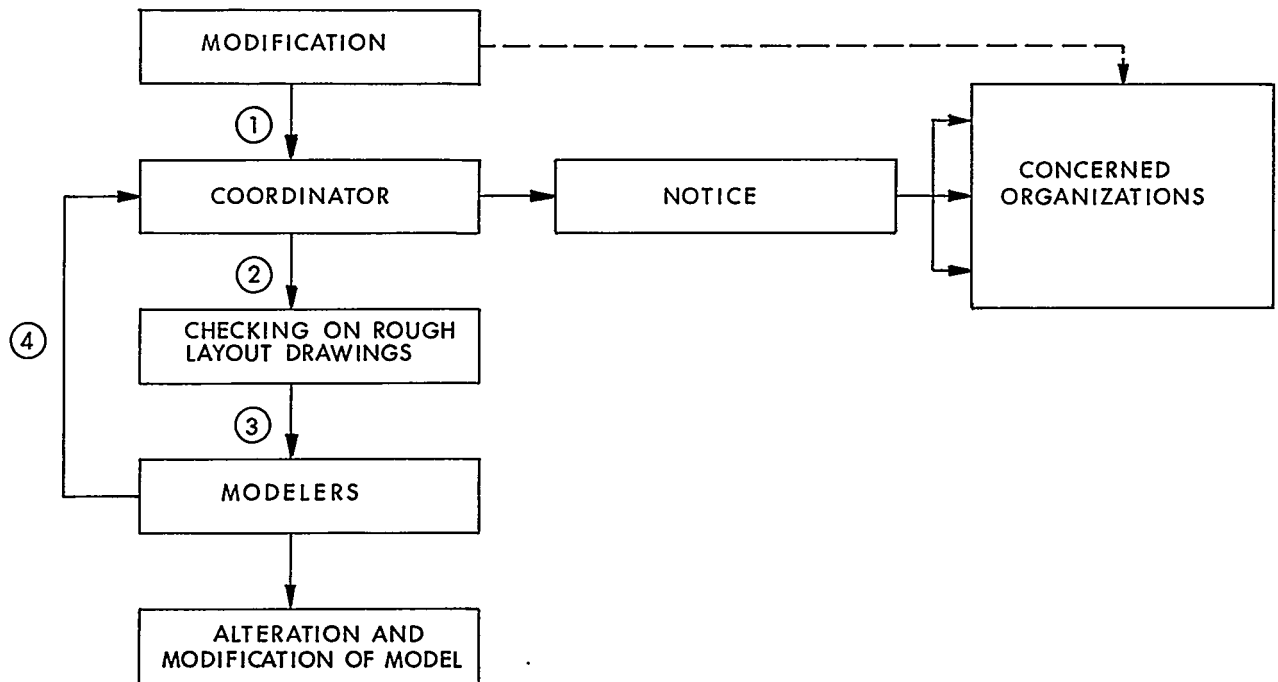 MODIFICATION
①
COORDINATOR
NOTICE
CONCERNED
ORGANIZATIONS
②
CHECKING ON ROUGH
LAYOUT DRAWINGS
④
③
MODELERS
ALTERATION AND
MODIFICATION OF MODEL